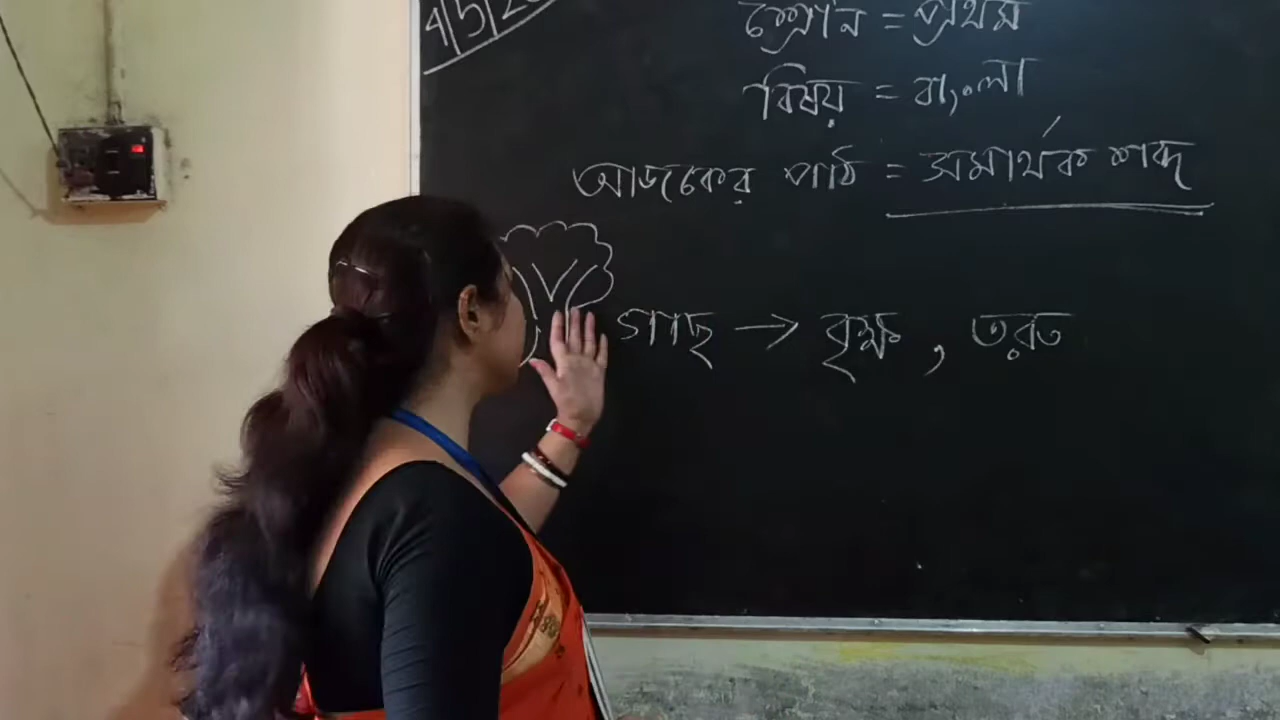 শ্রেণি = প্রথম
বিষয় = বাংলা
আজকের পাঠ = সমার্থক শব্দ
গাছ → বৃক্ষ , তরু